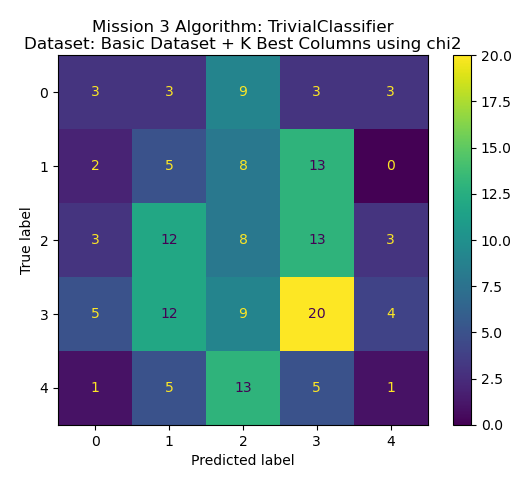 Mission 3 Algorithm: TrivialClassifier
Dataset: Basic Dataset + K Best Columns using chi2
20.0
0 3 3 9 3 3
17.5
15.0
1 2 5 8 13 0
12.5
True label
2 3 12 8 13 3
10.0
7.5
3 5 12 9 20 4
5.0
4 1 5 13 5 1
2.5
0.0
0 1 2 3 4
Predicted label